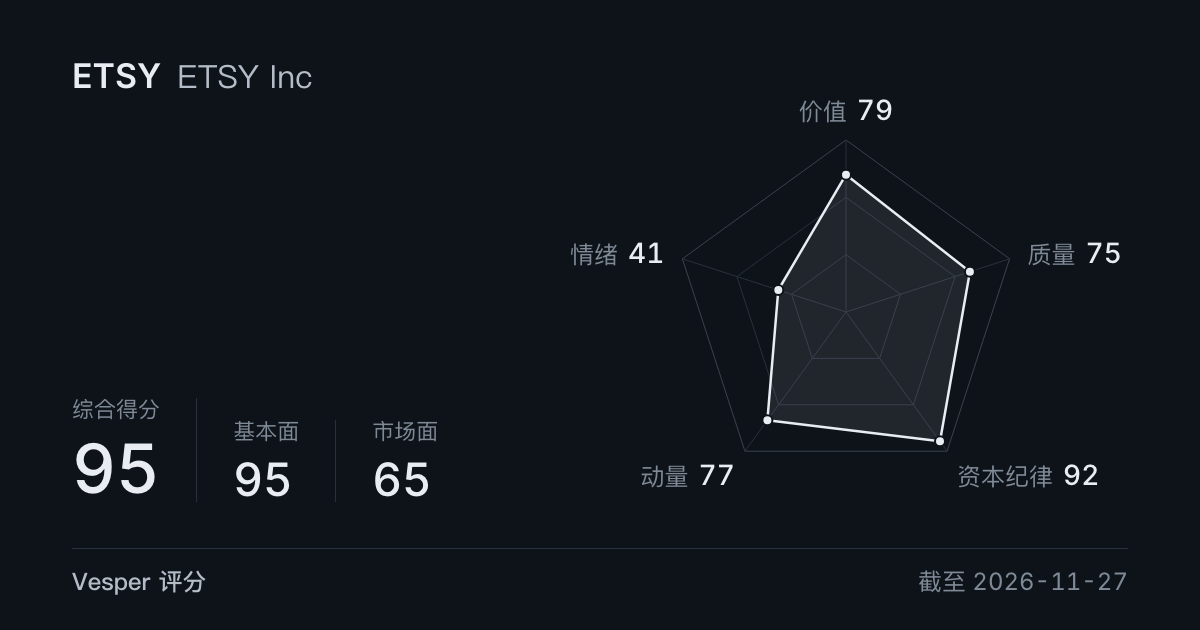 ETSY ETSY Inc
价值 79
情绪 41
质量 75
动量 77
资本纪律 92
综合得分
95
基本面
95
市场面
65
Vesper 评分
截至 2026-11-27